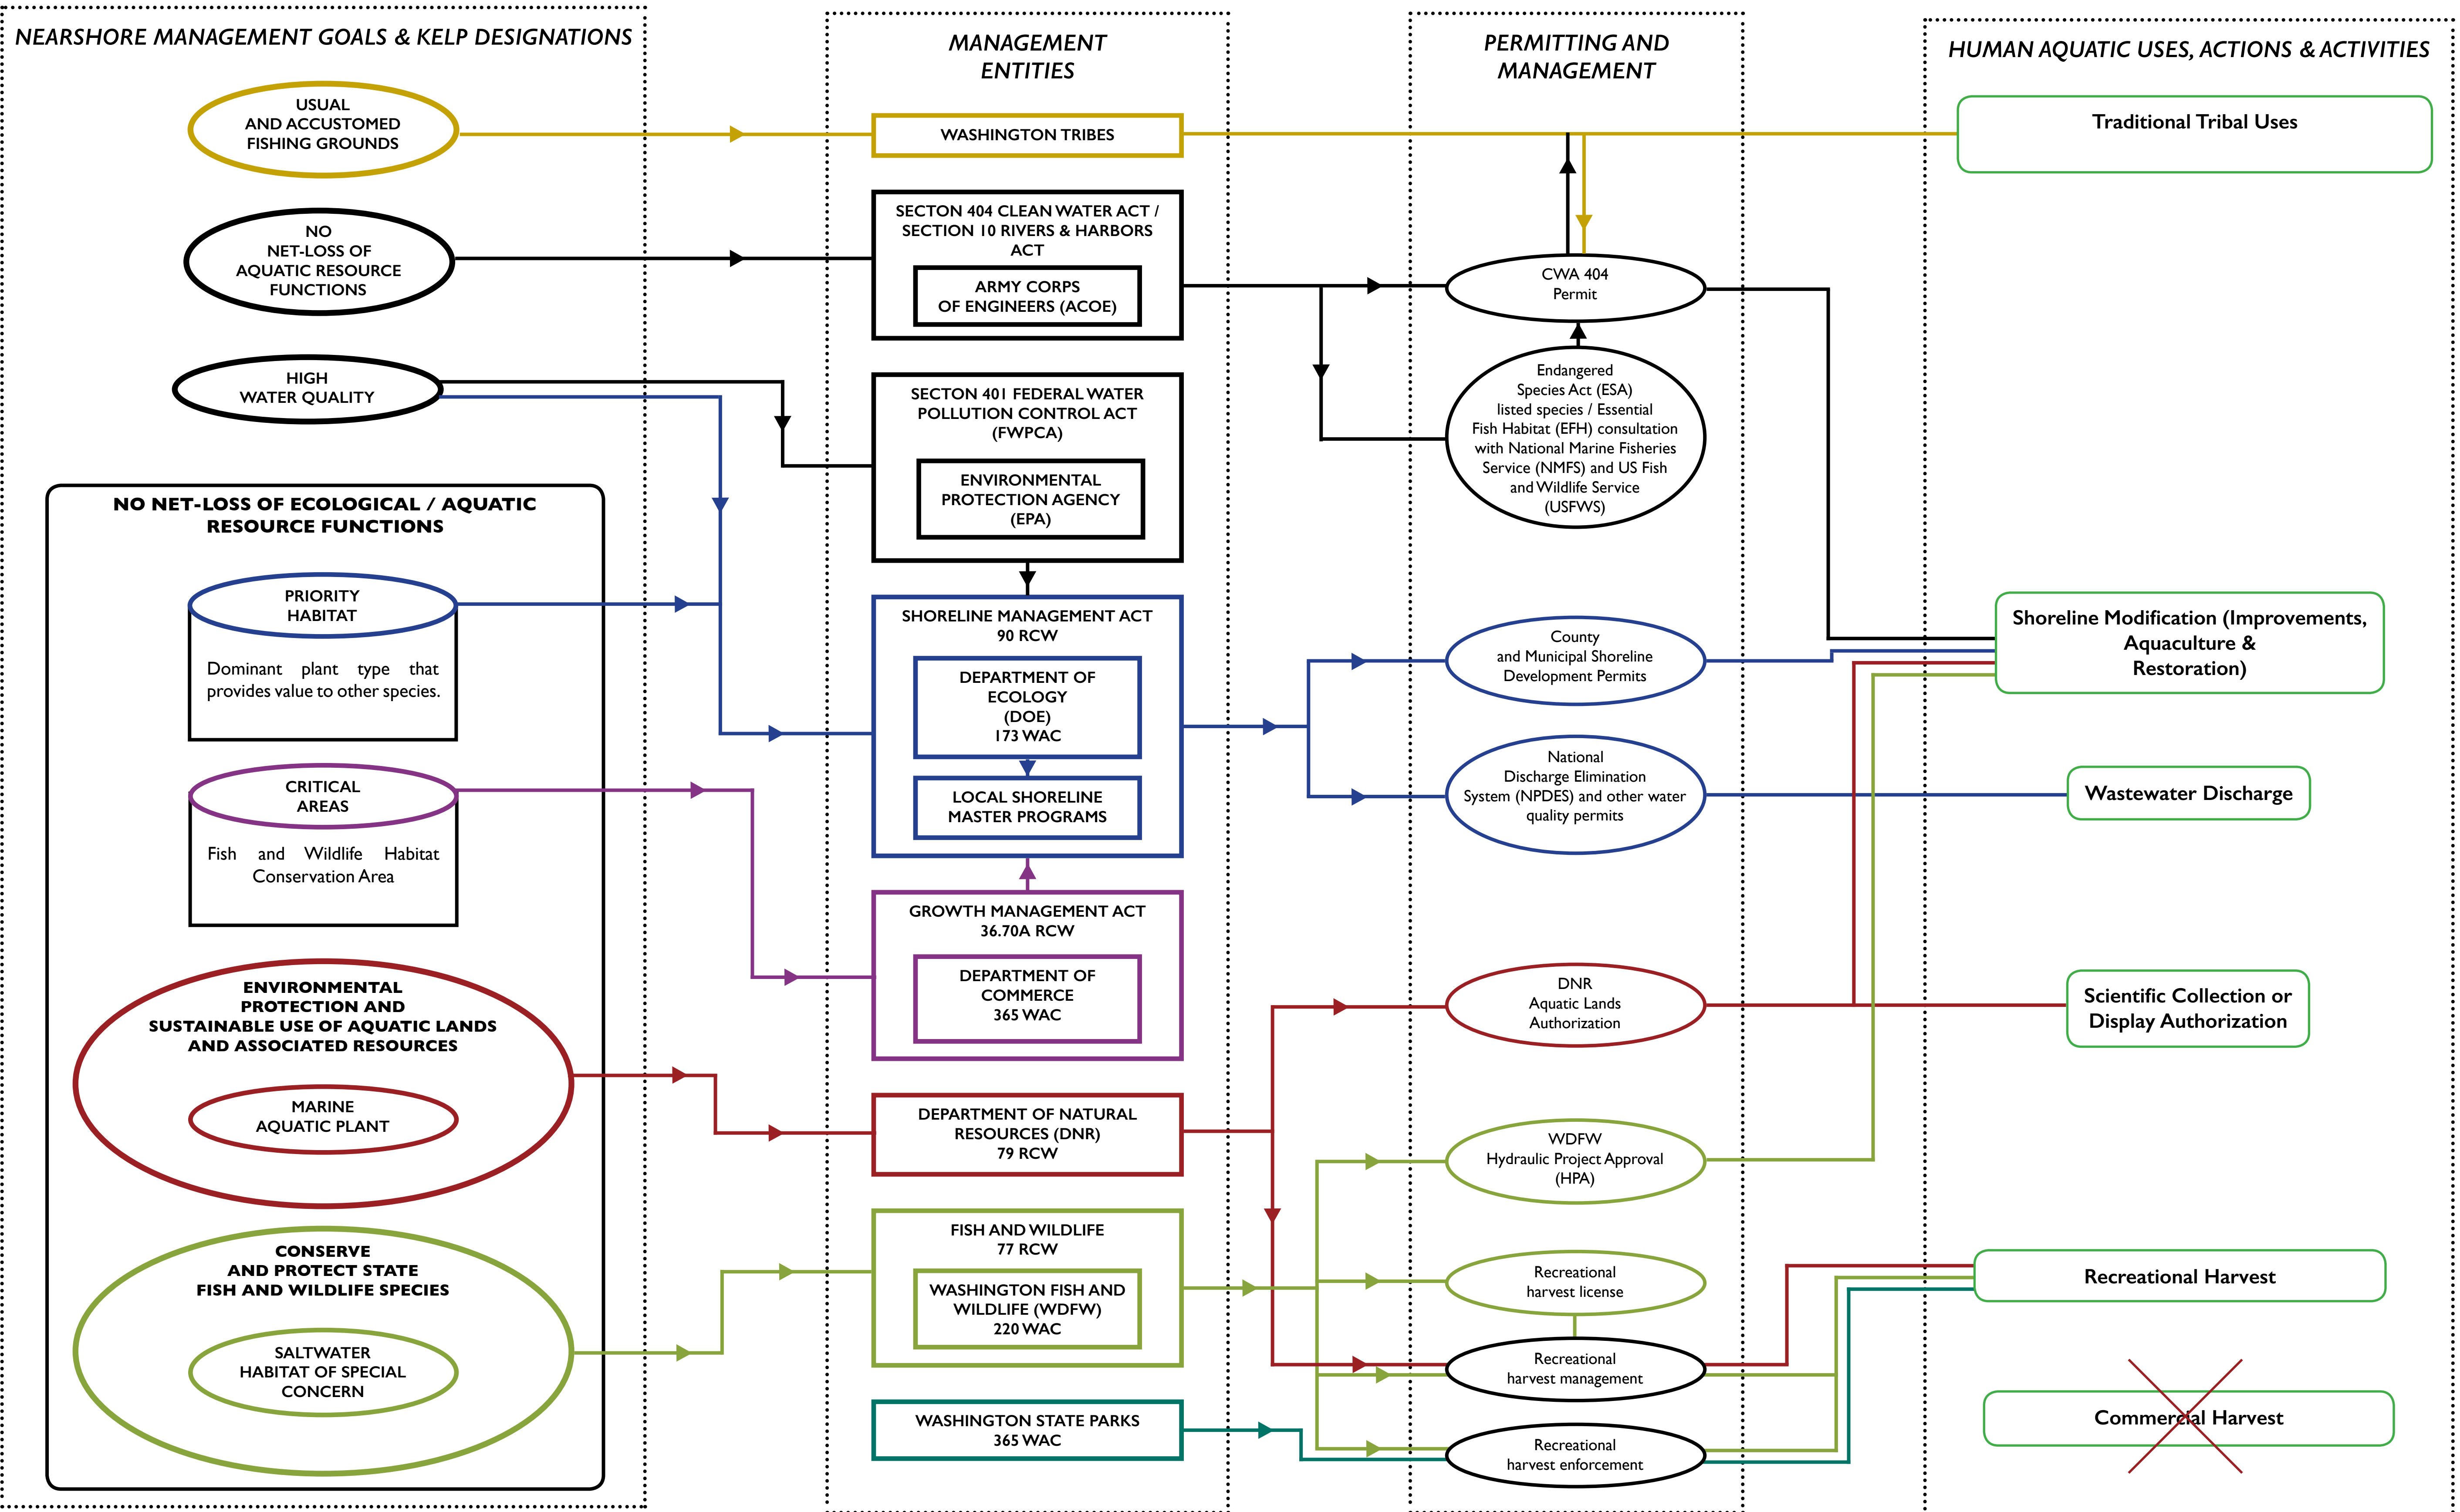 NEARSHORE MANAGEMENT GOALS & KELP DESIGNATIONS
USUAL
AND ACCUSTOMED
FISHING GROUNDS
NO
NET-LOSS OF
AQUATIC RESOURCE
FUNCTIONS
HIGH
WATER QUALITY
NO NET-LOSS OF ECOLOGICAL / AQUATIC
RESOURCE FUNCTIONS
PRIORITY
HABITAT
Dominant plant type that
provides value to other species.
CRITICAL
AREAS
Fish and Wildlife Habitat
Conservation Area
ENVIRONMENTAL
PROTECTION AND
SUSTAINABLE USE OF AQUATIC LANDS
AND ASSOCIATED RESOURCES
MARINE
AQUATIC PLANT
CONSERVE
AND PROTECT STATE
FISH AND WILDLIFE SPECIES
SALTWATER
HABITAT OF SPECIAL
CONCERN
MANAGEMENT
ENTITIES
WASHINGTON TRIBES
SECTON 404 CLEAN WATER ACT /
SECTION 10 RIVERS & HARBORS
ACT
ARMY CORPS
OF ENGINEERS (ACOE)
SECTON 401 FEDERAL WATER
POLLUTION CONTROL ACT
(FWPCA)
ENVIRONMENTAL
PROTECTION AGENCY
(EPA)
SHORELINE MANAGEMENT ACT
90 RCW
DEPARTMENT OF
ECOLOGY
(DOE)
173 WAC
LOCAL SHORELINE
MASTER PROGRAMS
GROWTH MANAGEMENT ACT
36.70A RCW
DEPARTMENT OF
COMMERCE
365 WAC
DEPARTMENT OF NATURAL
RESOURCES (DNR)
79 RCW
FISH AND WILDLIFE
77 RCW
WASHINGTON FISH AND
WILDLIFE (WDFW)
220 WAC
WASHINGTON STATE PARKS
365 WAC
PERMITTING AND
MANAGEMENT
CWA 404
Permit
Endangered
Species Act (ESA)
listed species / Essential
Fish Habitat (EFH) consultation
with National Marine Fisheries
Service (NMFS) and US Fish
and Wildlife Service
(USFWS)
County
and Municipal Shoreline
Development Permits
National
Discharge Elimination
System (NPDES) and other water
quality permits
DNR
Aquatic Lands
Authorization
WDFW
Hydraulic Project Approval
(HPA)
Recreational
harvest license
Recreational
harvest management
Recreational
harvest enforcement
HUMAN AQUATIC USES, ACTIONS & ACTIVITIES
Traditional Tribal Uses
Shoreline Modification (Improvements,
Aquaculture &
Restoration)
Wastewater Discharge
Scientific Collection or
Display Authorization
Recreational Harvest
Commercial Harvest